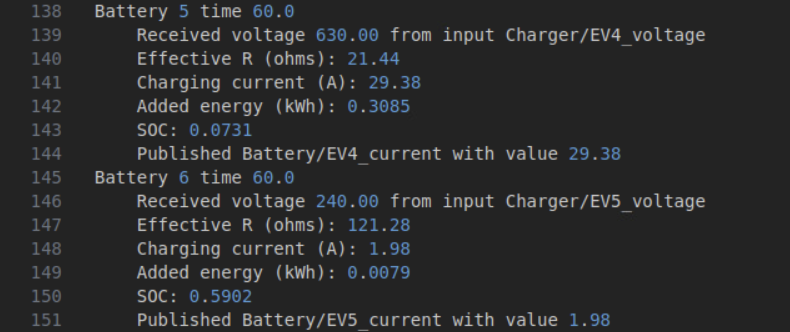 138 Battery 5 time 60.0
139 Received voltage 630.00 from input Charger/EV4_voltage
140 Effective R (ohms): 21.44
141 Charging current (A): 29.38
142 Added energy (kWh): 0.3085
143 SOC: 0.0731
144 Published Battery/EV4_current with value 29.38
145 Battery 6 time 60.0
146 Received voltage 240.00 from input Charger/EV5_voltage
147 Effective R (ohms): 121.28
148 Charging current (A): 1.98
149 Added energy (kWh): 0.0079
150 SOC: 0.5902
151 Published Battery/EV5_current with value 1.98